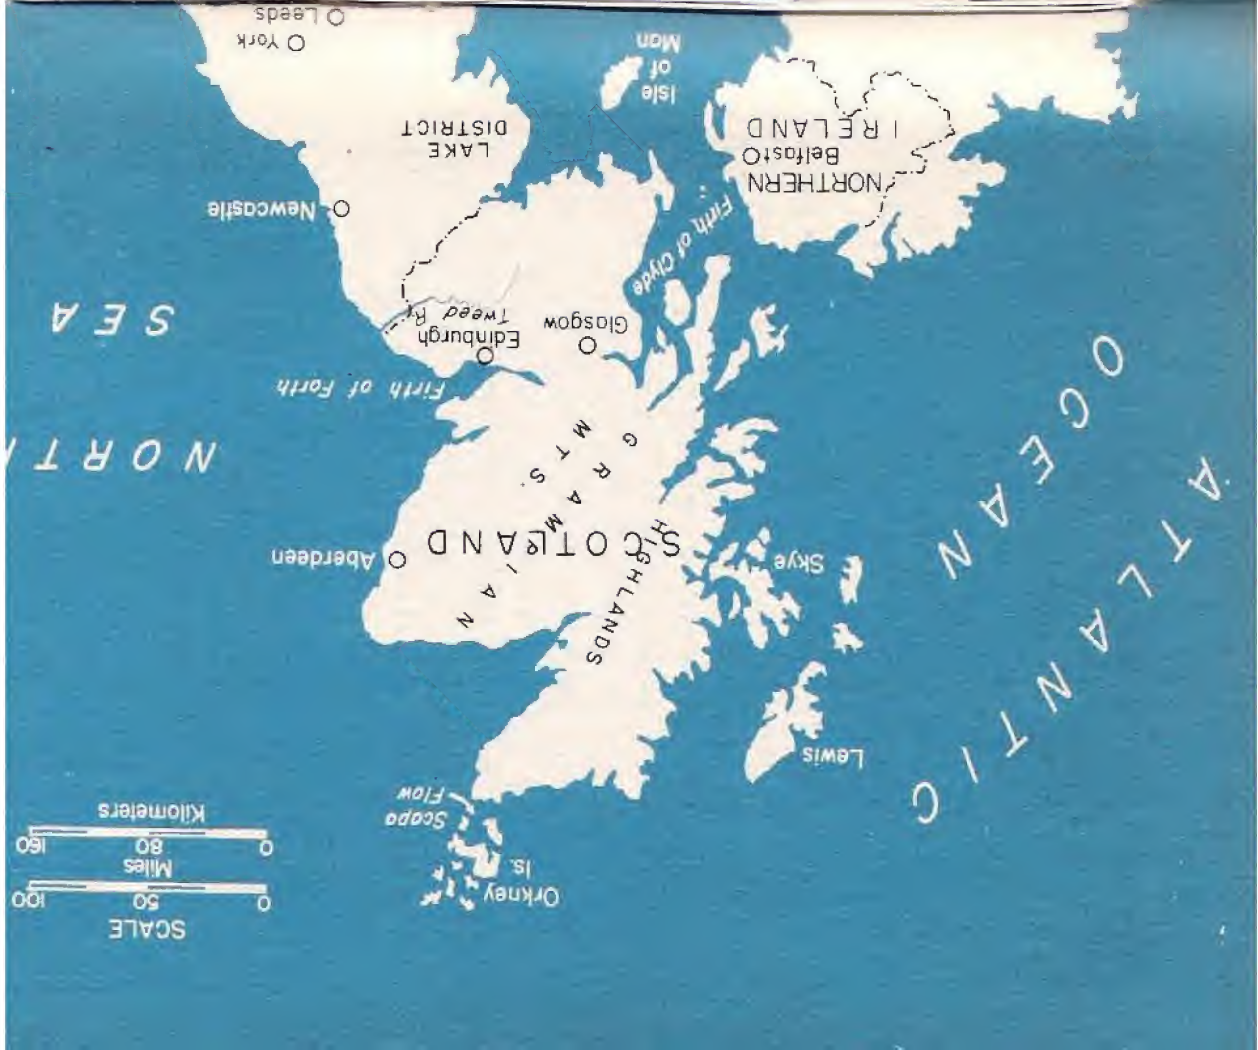 SCALE
0 50 100
Miles
0 80 160
Kilometers
Orkney
Is.
Scapa
Flow
Lewis
ATLANTIC
OCEAN
Skye
HIGHLANDS
SCOTLAND
GRAMPIAN
MTS.
Aberdeen
NORTH
SEA
Firth of Forth
Edinburgh
Glasgow
Tweed R.
Firth of Clyde
Newcastle
NORTHERN
Belfast
IRELAND
LAKE
DISTRICT
Isle
of
Man
York
Leeds